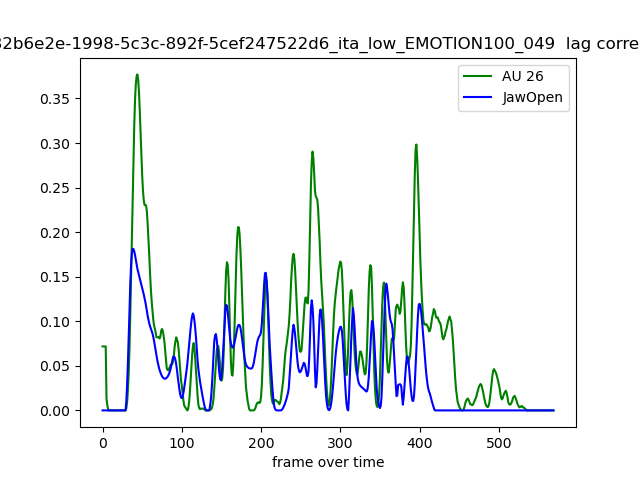 32b6e2e-1998-5c3c-892f-5cef247522d6_ita_low_EMOTION100_049 lag corre
AU 26
JawOpen
0.35
0.30
0.25
0.20
0.15
0.10
0.05
0.00
0 100 200 300 400 500
frame over time